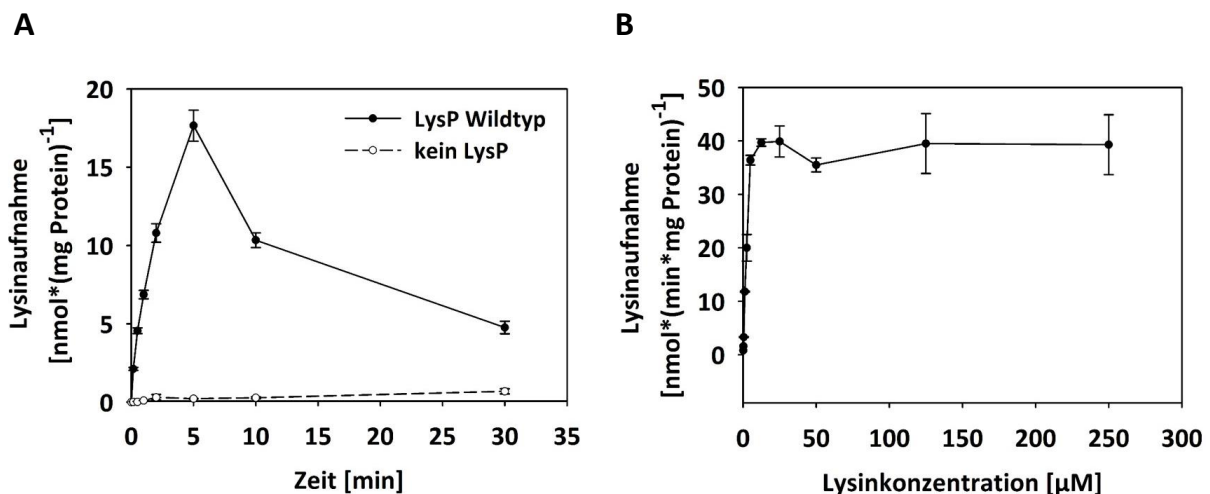 A
Lysinaufnahme
[nmol*(mg Protein)-1
20
15
10
5
0
LysP Wildtyp
kein LysP
0 5 10 15 20 25 30 35
Zeit [min]
B
Lysinaufnahme
[nmol*(min*mg Protein)-1
50
40
30
20
10
0
0 50 100 150 200 250 300
Lysinkonzentration [µM]